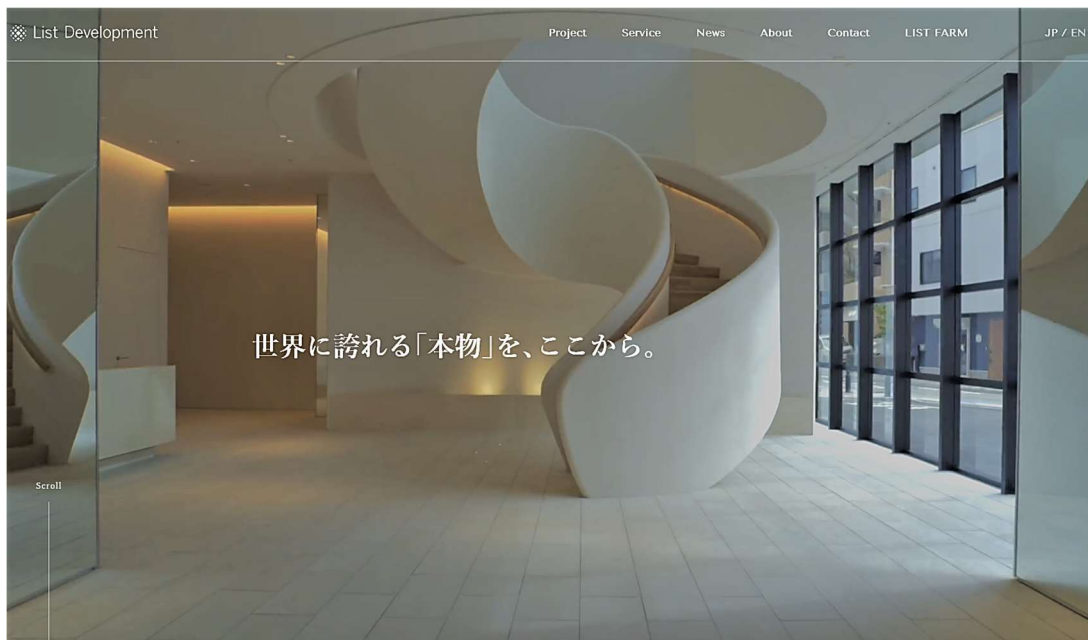 List Development
Project Service News About Contact LIST FARM JP / EN
世界に誇れる「本物」を、ここから。
Scroll